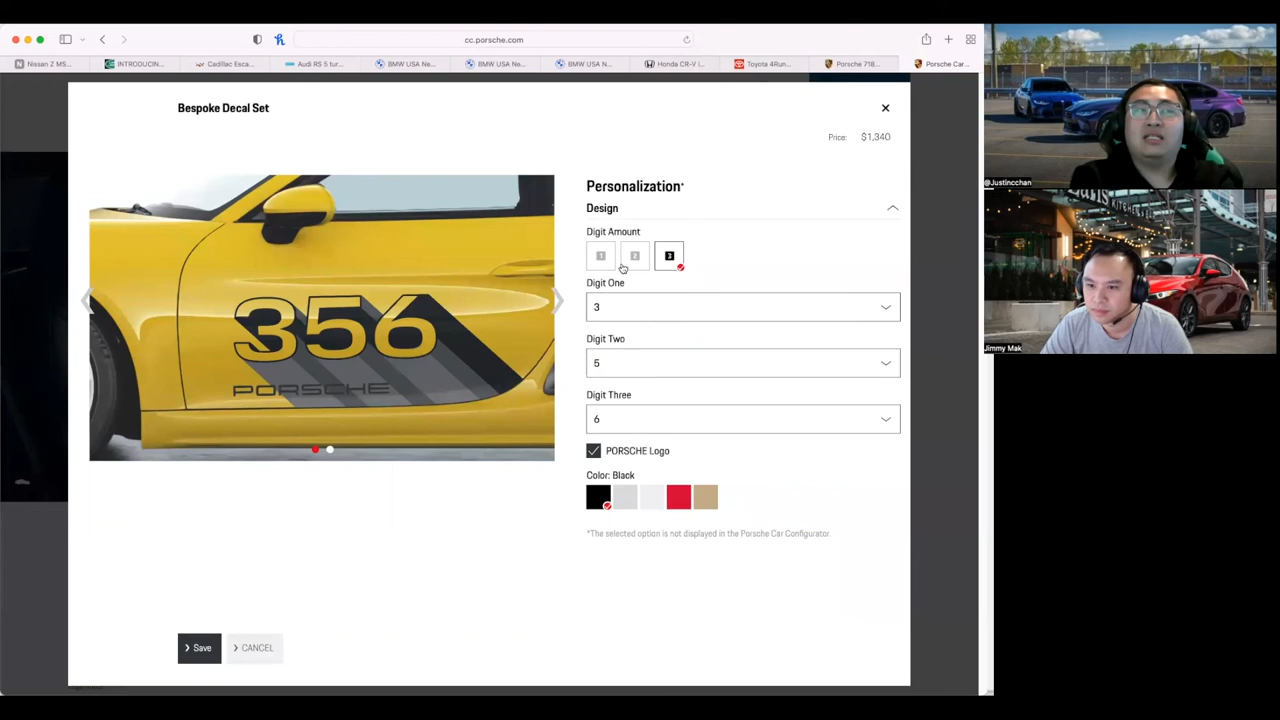 cc.porsche.com
Nissan Z MS...
INTRODUCIN...
Cadillac Esca...
Audi RS 5 tur...
BMW USA Ne...
BMW USA Ne...
BMW USA N...
Honda CR-V i...
Toyota 4Run...
Porsche 718...
Porsche Car...
Bespoke Decal Set
Price: $1,340
Personalization*
Design
Digit Amount
1 2 3
Digit One
3
Digit Two
5
Digit Three
6
PORSCHE Logo
Color: Black
*The selected option is not displayed in the Porsche Car Configurator.
356
PORSCHE
Save
CANCEL
@Justincchan
KITCHEN
Jimmy Mak